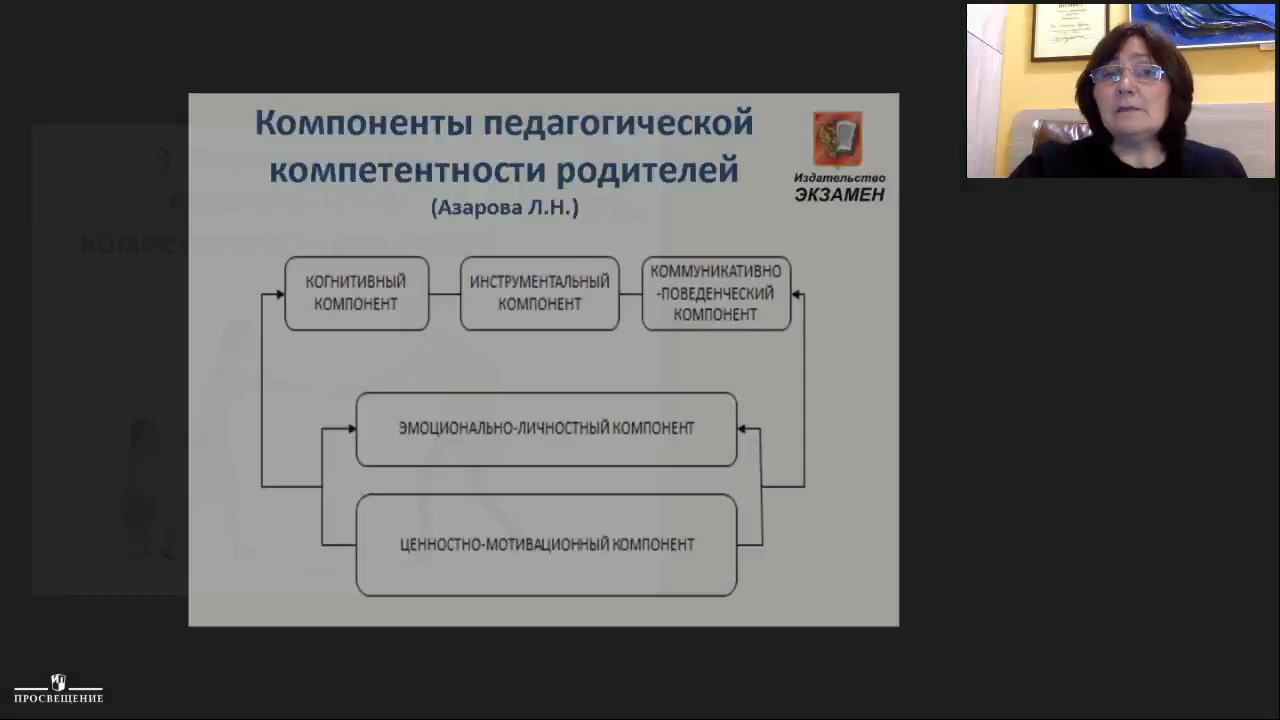 Компоненты педагогической
компетентности родителей
(Азарова Л.Н.)
Издательство
ЭКЗАМЕН
КОГНИТИВНЫЙ
КОМПОНЕНТ
ИНСТРУМЕНТАЛЬНЫЙ
КОМПОНЕНТ
КОММУНИКАТИВНО
-ПОВЕДЕНЧЕСКИЙ
КОМПОНЕНТ
ЭМОЦИОНАЛЬНО-ЛИЧНОСТНЫЙ КОМПОНЕНТ
ЦЕННОСТНО-МОТИВАЦИОННЫЙ КОМПОНЕНТ
ПРОСВЕЩЕНИЕ